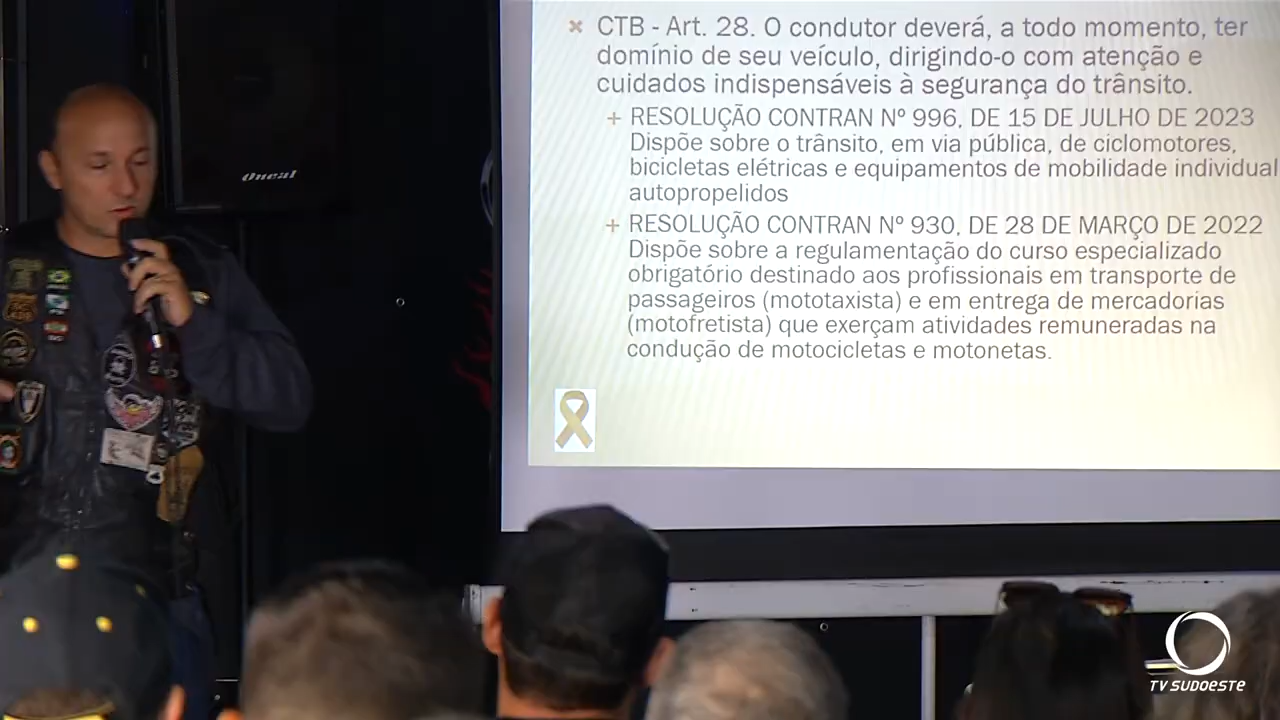 CTB - Art. 28. O condutor deverá, a todo momento, ter
domínio de seu veículo, dirigindo-o com atenção e
cuidados indispensáveis à segurança do trânsito.
RESOLUÇÃO CONTRAN Nº 996, DE 15 DE JULHO DE 2023
Dispõe sobre o trânsito, em via pública, de ciclomotores,
bicicletas elétricas e equipamentos de mobilidade individual
autopropelidos
RESOLUÇÃO CONTRAN Nº 930, DE 28 DE MARÇO DE 2022
Dispõe sobre a regulamentação do curso especializado
obrigatório destinado aos profissionais em transporte de
passageiros (mototaxista) e em entrega de mercadorias
(motofretista) que exerçam atividades remuneradas na
condução de motocicletas e motonetas.
Oneal
TV SUDOESTE